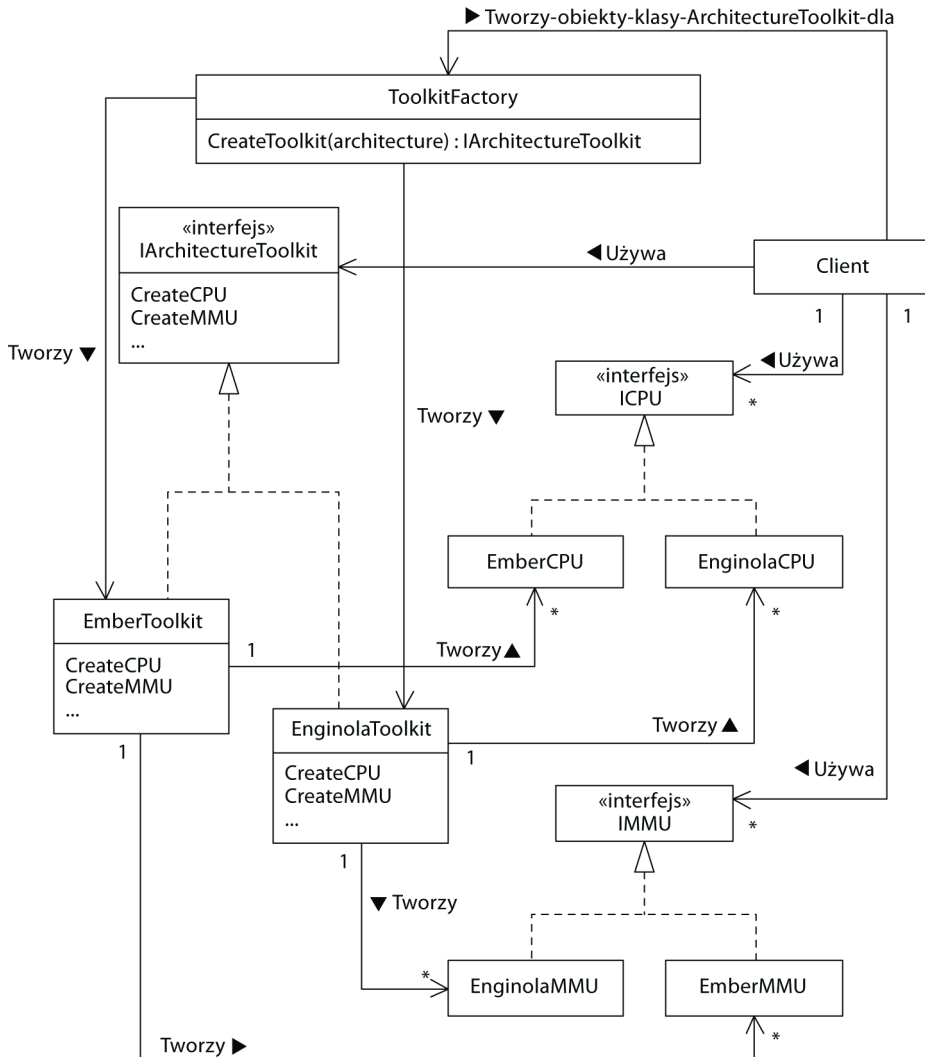 ► Tworzy-obiekty-klasy-ArchitectureToolkit-dla
ToolkitFactory
CreateToolkit(architecture) : IArchitectureToolkit
«interfejs»
IArchitectureToolkit
CreateCPU
CreateMMU
...
◄ Używa
Client
1
1
Tworzy ▼
◄ Używa
«interfejs»
ICPU
*
Tworzy ▼
EmberCPU
EnginolaCPU
*
*
EmberToolkit
CreateCPU
CreateMMU
...
1
Tworzy ▲
1
EnginolaToolkit
CreateCPU
CreateMMU
...
1
Tworzy ▲
1
◄ Używa
«interfejs»
IMMU
*
▼ Tworzy
*
EnginolaMMU
EmberMMU
*
Tworzy ►